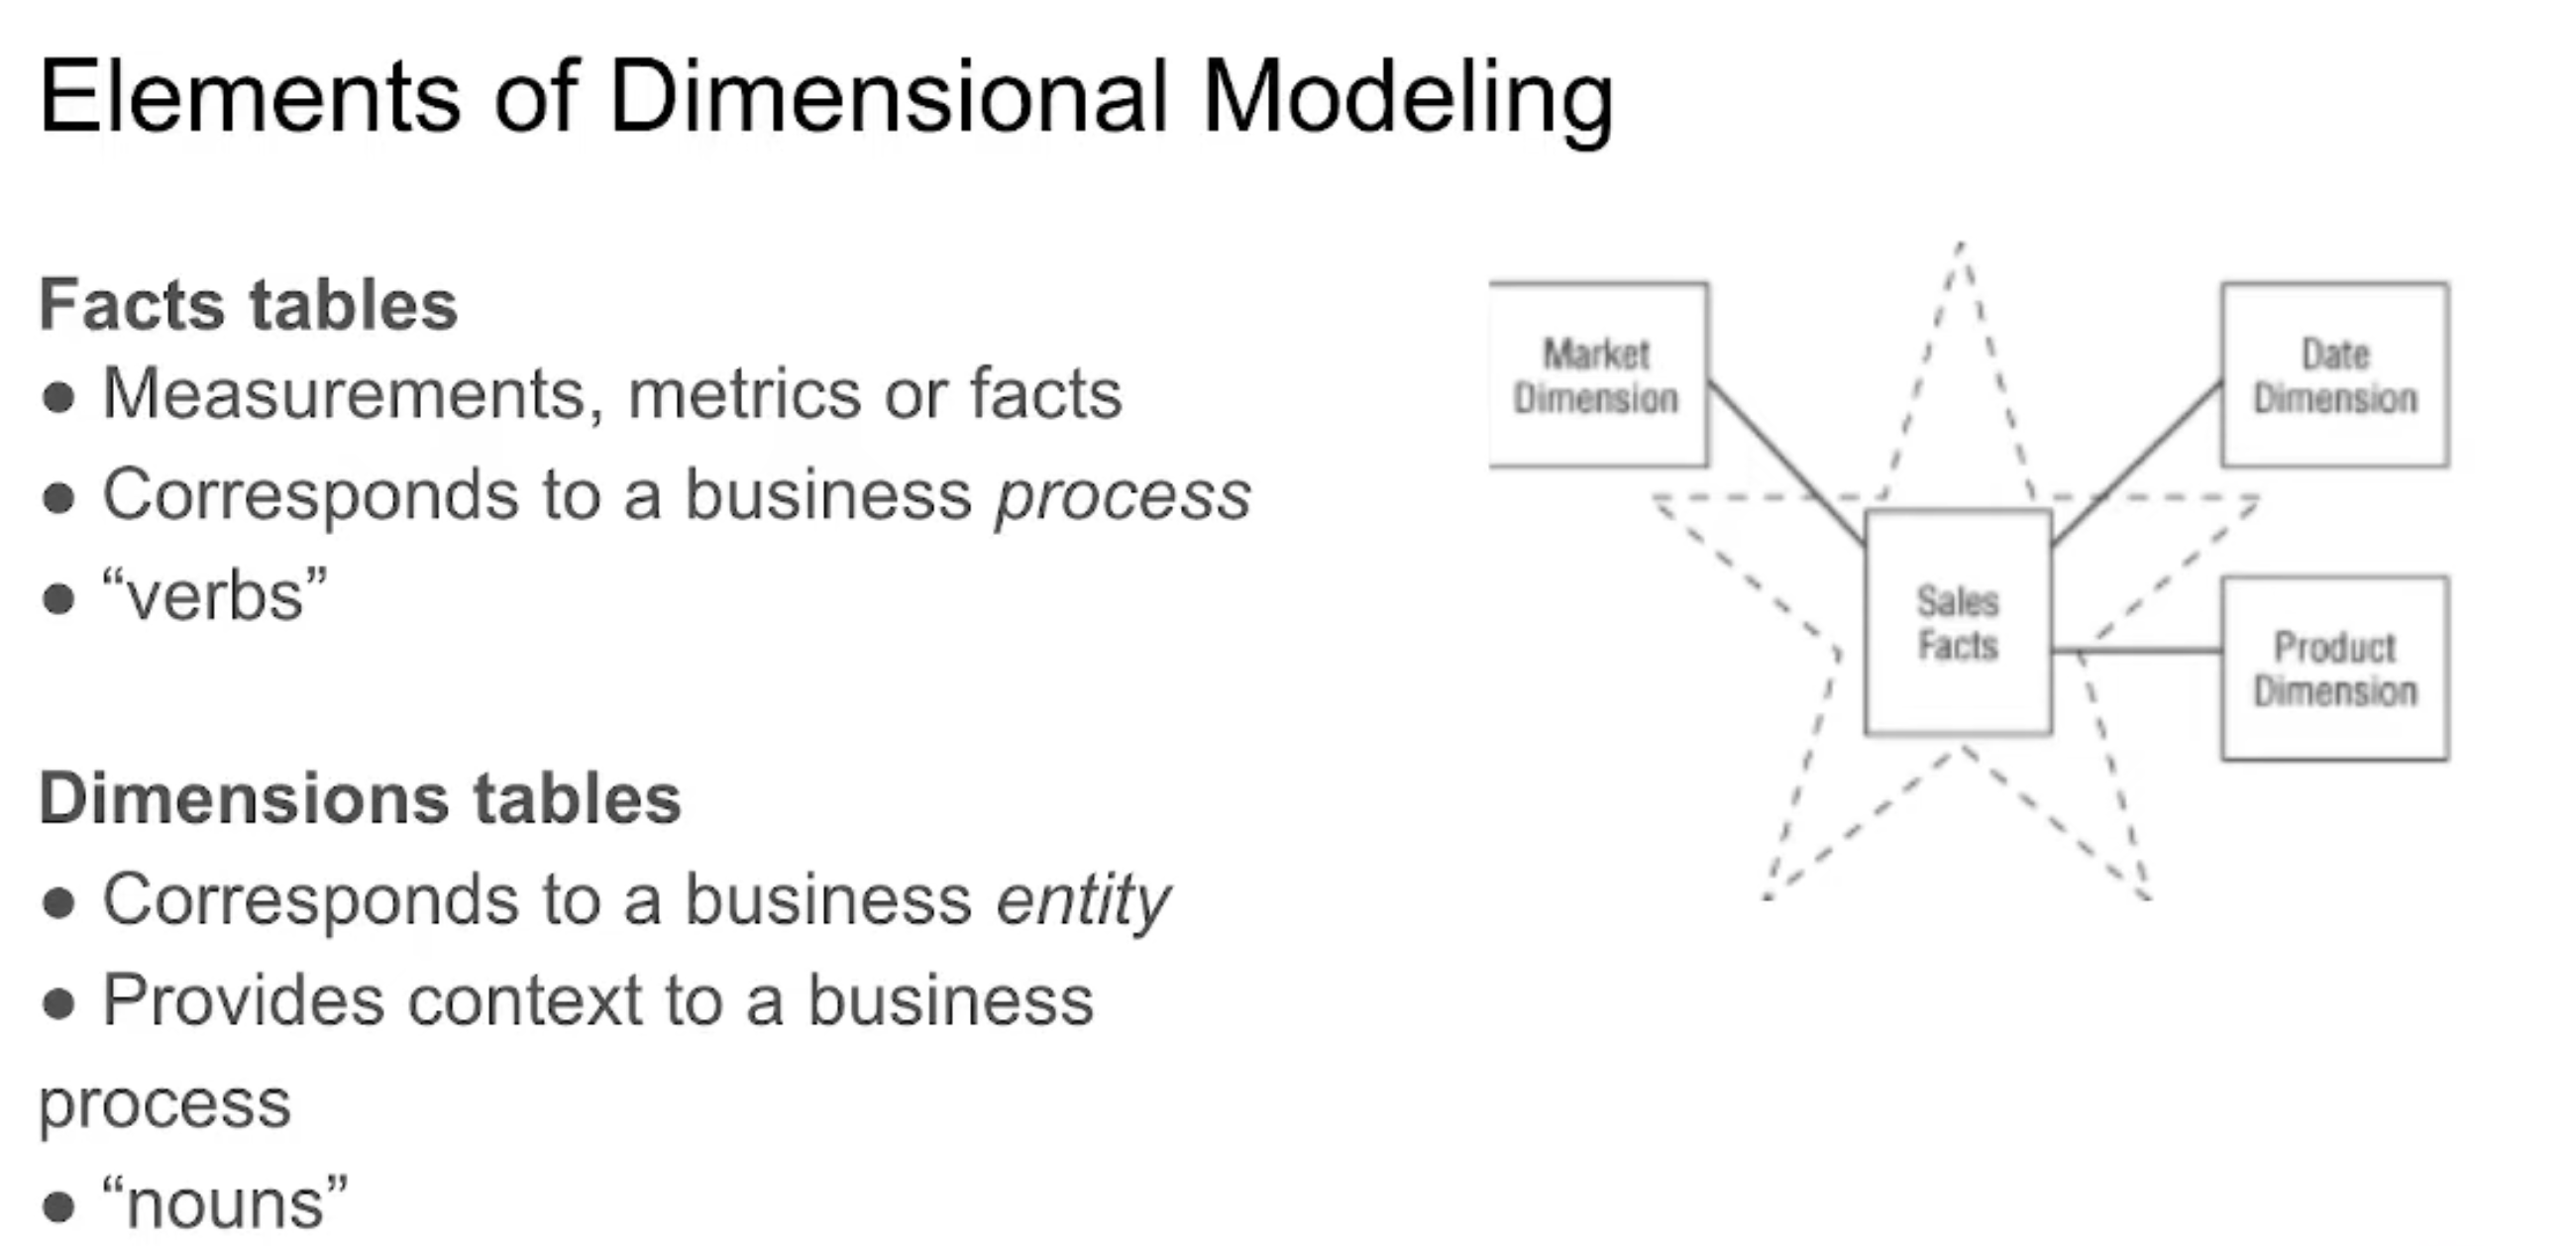 Elements of Dimensional Modeling
Facts tables
● Measurements, metrics or facts
● Corresponds to a business process
● “verbs”
Dimensions tables
● Corresponds to a business entity
● Provides context to a business
process
● “nouns”
Market
Dimension
Date
Dimension
Sales
Facts
Product
Dimension